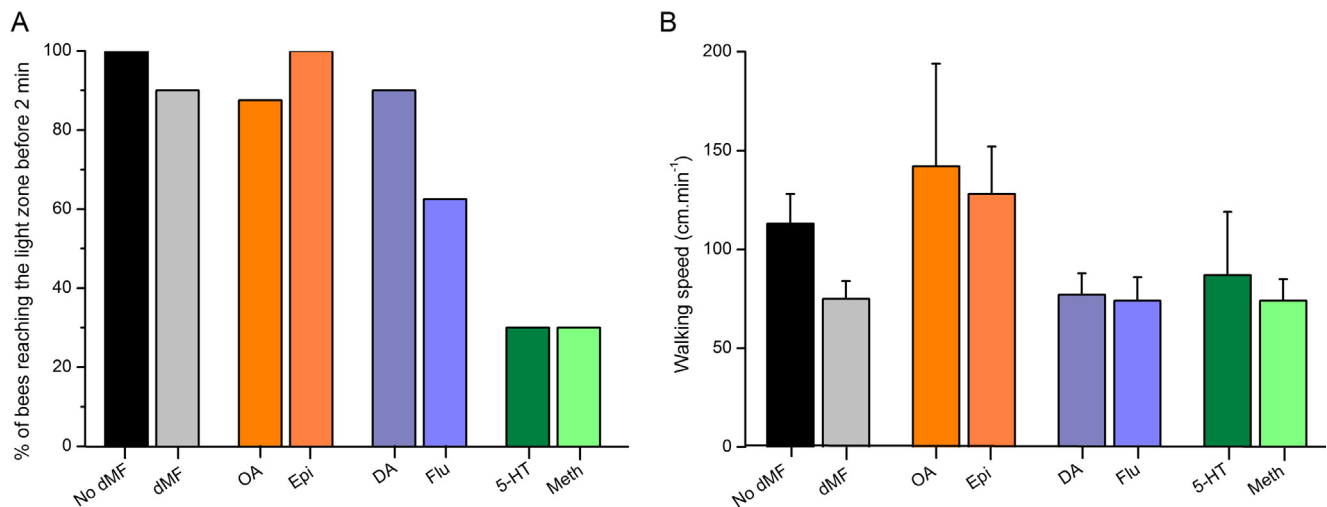 A
% of bees reaching the light zone before 2 min
100
80
60
40
20
0
No dMF
dMF
OA
Epi
DA
Flu
5-HT
Meth
B
Walking speed (cm.min⁻¹)
200
150
100
50
0
No dMF
dMF
OA
Epi
DA
Flu
5-HT
Meth